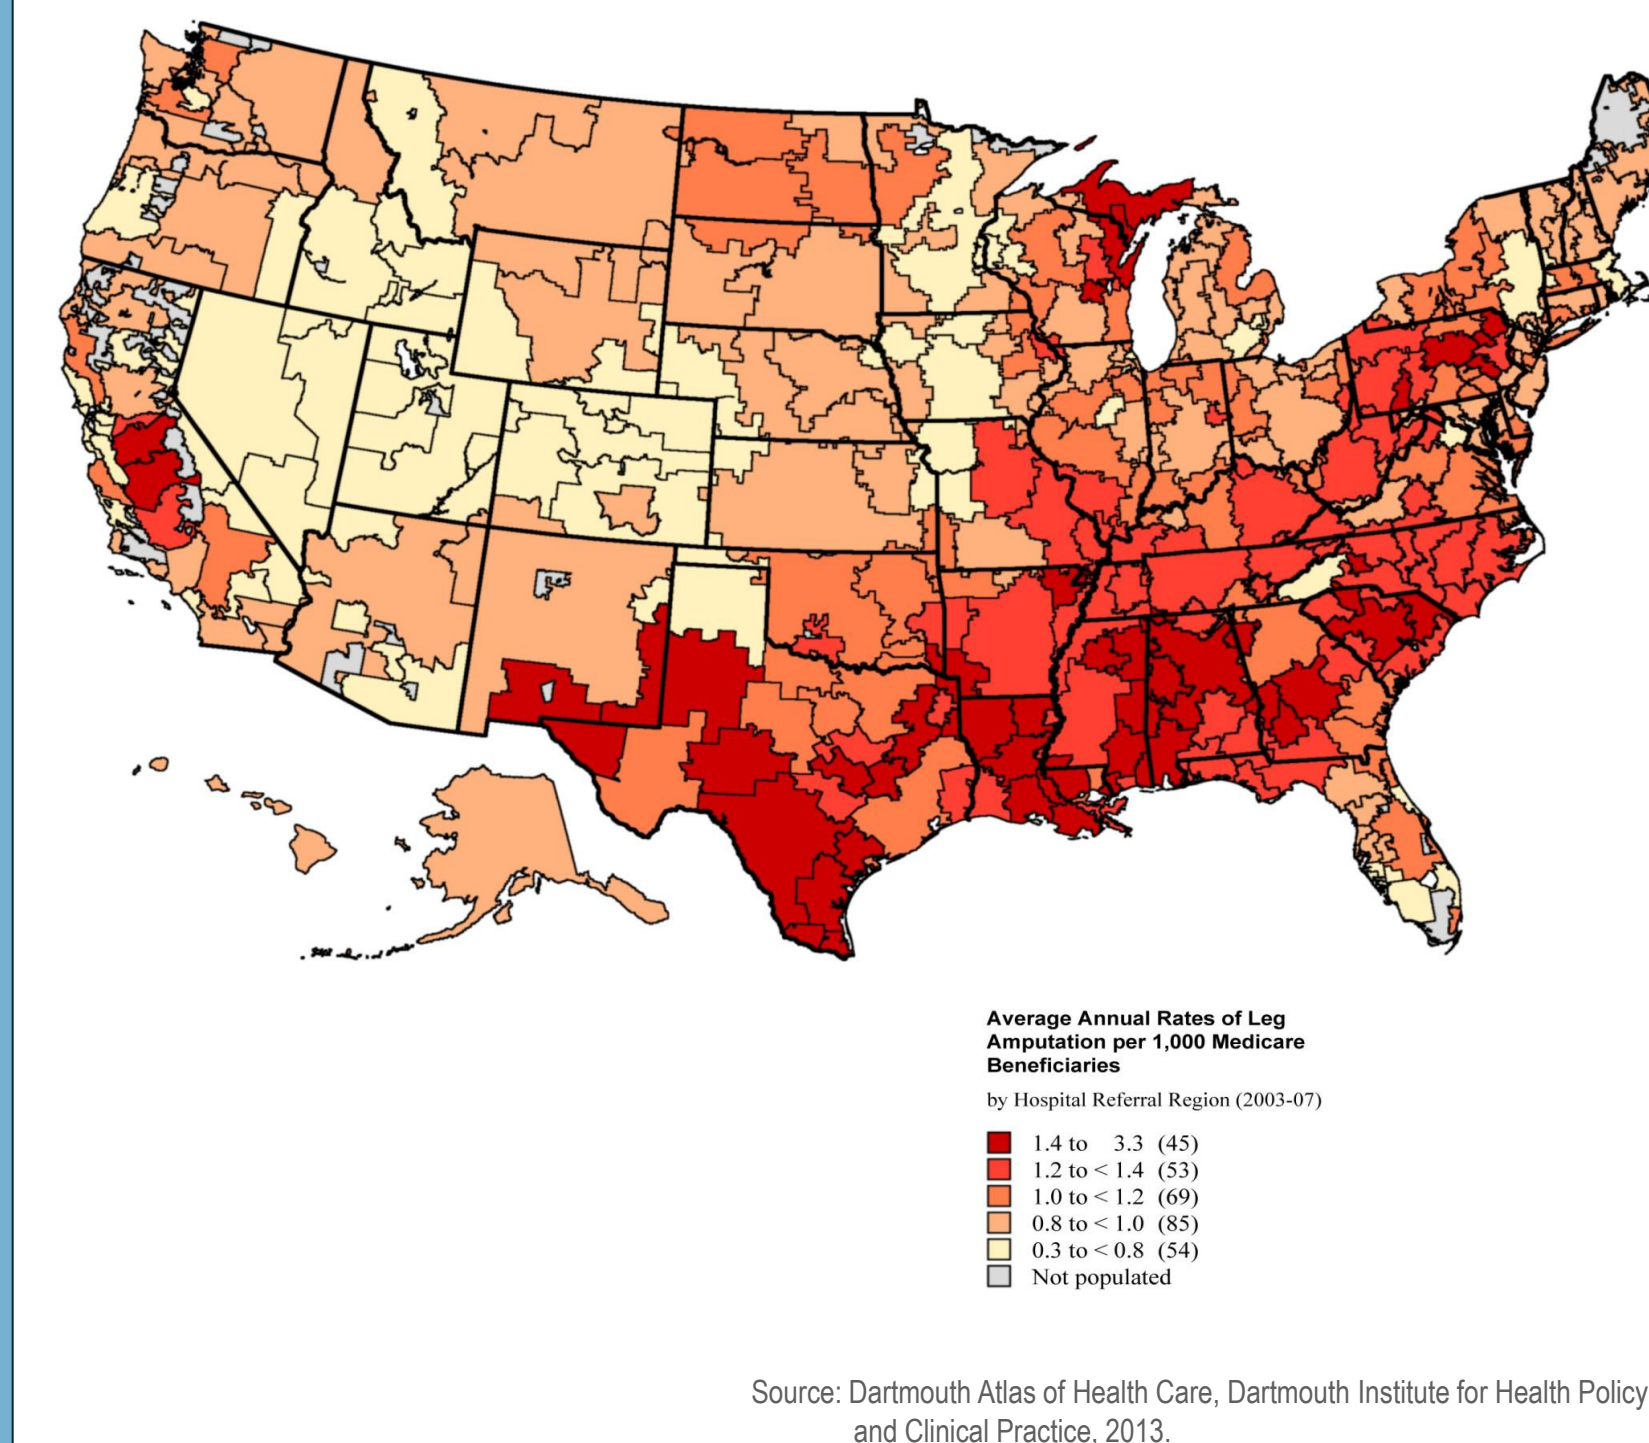 Average Annual Rates of Leg
Amputation per 1,000 Medicare
Beneficiaries
by Hospital Referral Region (2003-07)
1.4 to 3.3 (45)
1.2 to < 1.4 (53)
1.0 to < 1.2 (69)
0.8 to < 1.0 (85)
0.3 to < 0.8 (54)
Not populated
Source: Dartmouth Atlas of Health Care, Dartmouth Institute for Health Policy
and Clinical Practice, 2013.